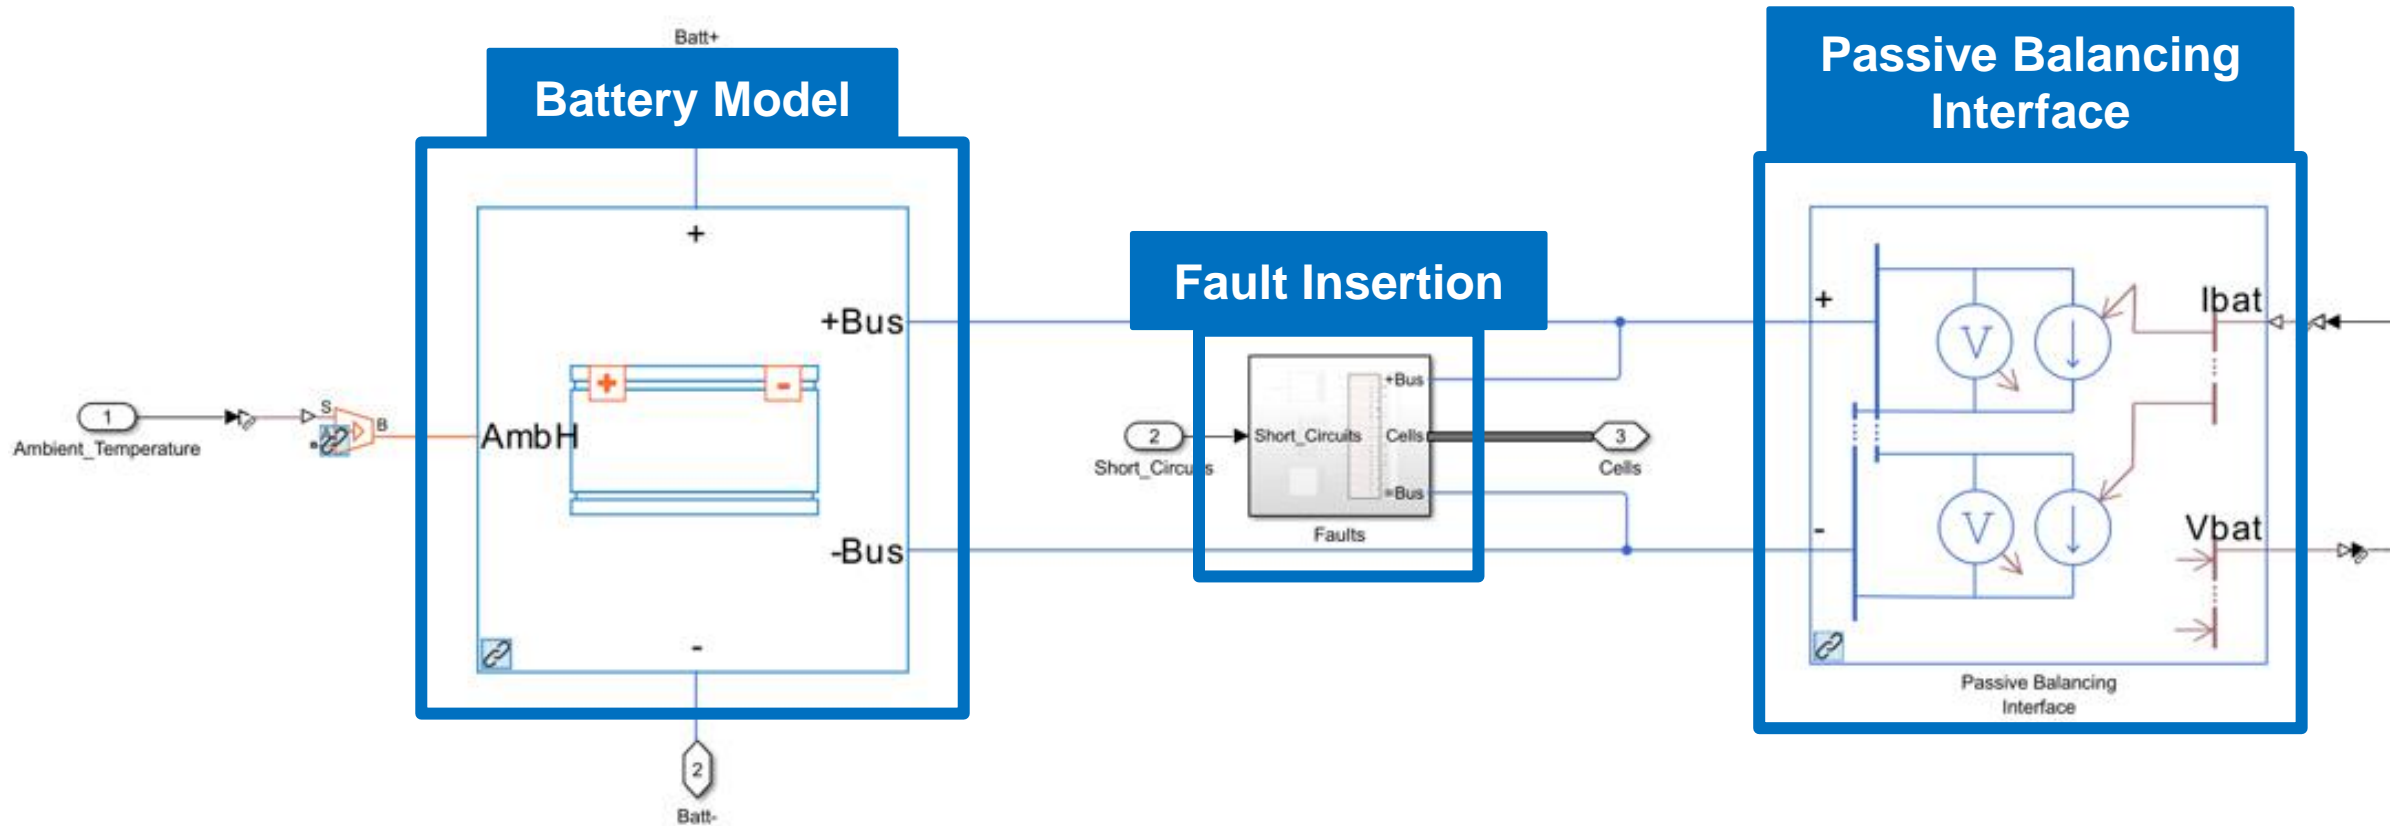 Batt+
Battery Model
+
+Bus
AmbH
+
-
-Bus
-
2
Batt-
1
Ambient_Temperature
S
B
Fault Insertion
2
Short_Circuits
Short_Circuits
+Bus
Cells
Bus
Faults
3
Cells
Passive Balancing
Interface
+
-
V
V
Ibat
Vbat
Passive Balancing
Interface